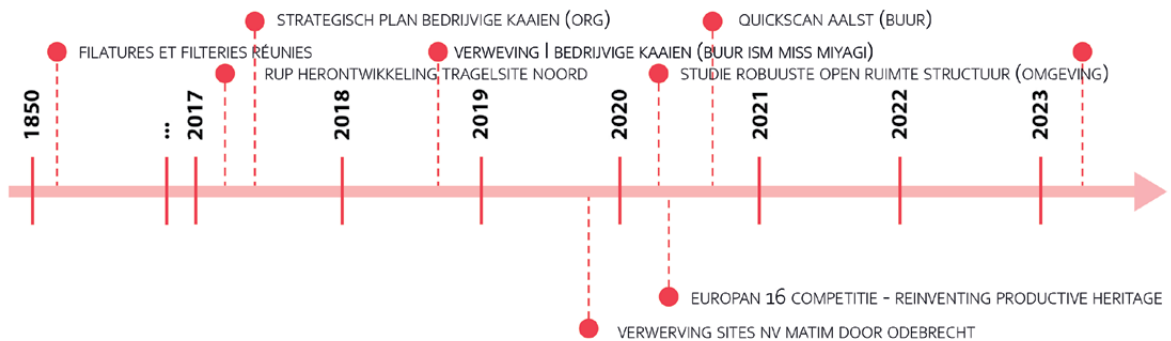 STRATEGISCH PLAN BEDRIJVIGE KAAIEN (ORG)
QUICKSCAN AALST (BUUR)
FILATURES ET FILTERIES RÉUNIES
VERWEVING | BEDRIJVIGE KAAIEN (BUUR ISM MISS MIYAGI)
RUP HERONTWIKKELING TRAGELSITE NOORD
STUDIE ROBUUSTE OPEN RUIMTE STRUCTUUR (OMGEVING)
1850
...
2017
2018
2019
2020
2021
2022
2023
EUROPAN 16 COMPETITIE - REINVENTING PRODUCTIVE HERITAGE
VERWERVING SITES NV MATIM DOOR ODEBRECHT